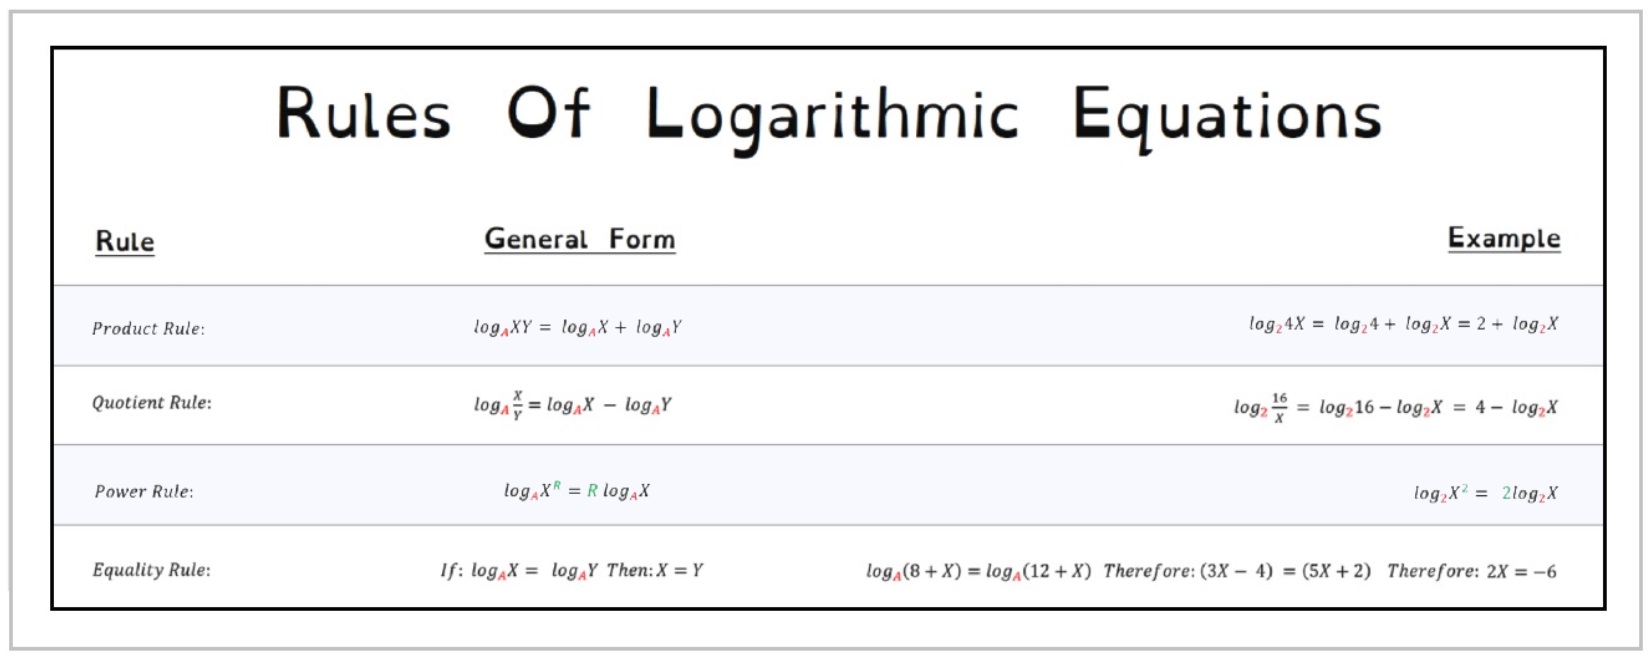 Rules Of Logarithmic Equations
Rule General Form Example
Product Rule: log_A XY = log_A X + log_A Y log_2 4X = log_2 4 + log_2 X = 2 + log_2 X
Quotient Rule: log_A X/Y = log_A X − log_A Y log_2 16/X = log_2 16 − log_2 X = 4 − log_2 X
Power Rule: log_A X^R = R log_A X log_2 X^2 = 2log_2 X
Equality Rule: If: log_A X = log_A Y Then: X = Y log_A (8 + X) = log_A (12 + X) Therefore: (3X − 4) = (5X + 2) Therefore: 2X = −6